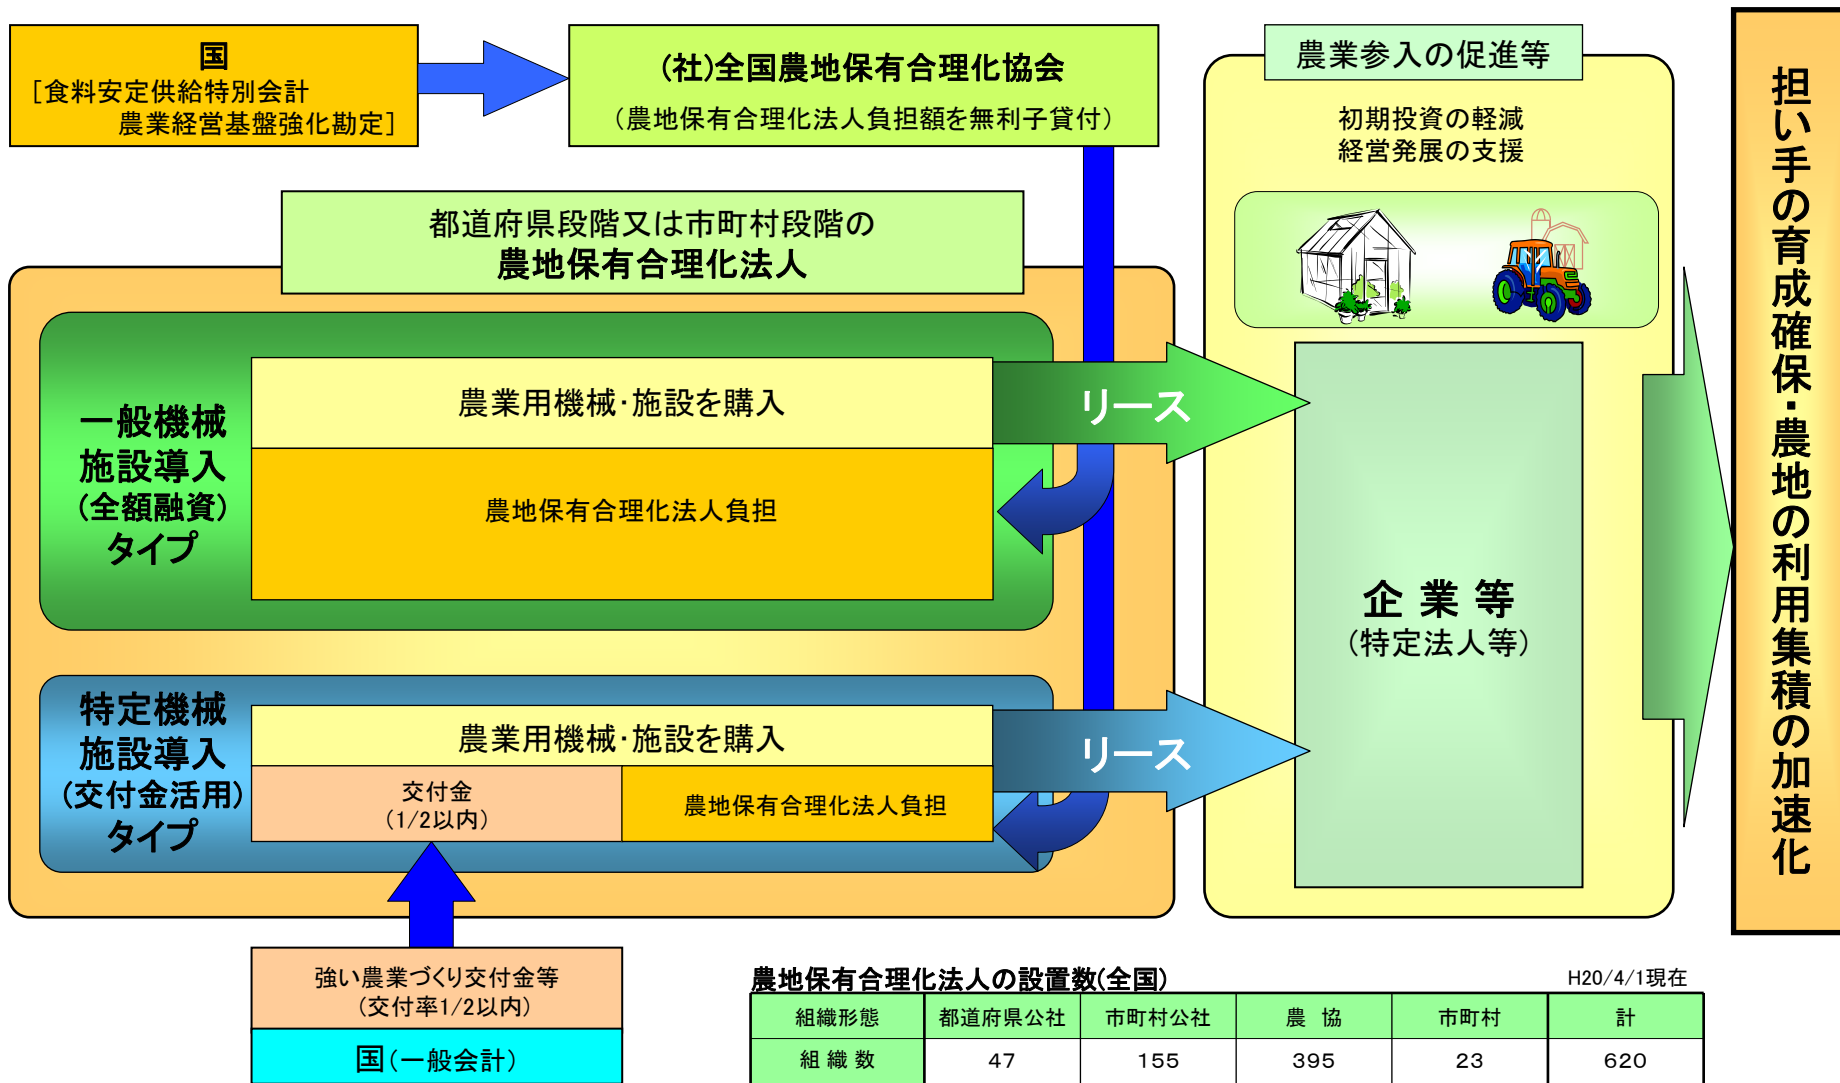 国
[食料安定供給特別会計
農業経営基盤強化勘定]
(社)全国農地保有合理化協会
(農地保有合理化法人負担額を無利子貸付)
農業参入の促進等
初期投資の軽減
経営発展の支援
担い手の育成確保・農地の利用集積の加速化
都道府県段階又は市町村段階の
農地保有合理化法人
一般機械
施設導入
(全額融資)
タイプ
農業用機械・施設を購入
農地保有合理化法人負担
リース
企業等
(特定法人等)
特定機械
施設導入
(交付金活用)
タイプ
農業用機械・施設を購入
交付金
(1/2以内)
農地保有合理化法人負担
リース
強い農業づくり交付金等
(交付率1/2以内)
国(一般会計)
農地保有合理化法人の設置数(全国) H20/4/1現在
組織形態 都道府県公社 市町村公社 農協 市町村 計
組織数 47 155 395 23 620